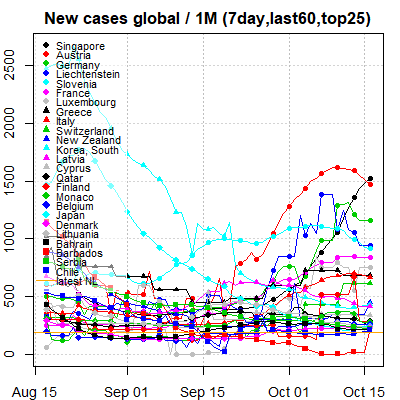 New cases global / 1M (7day,last60,top25)
Singapore
Austria
Germany
Liechtenstein
Slovenia
France
Luxembourg
Greece
Italy
Switzerland
New Zealand
Korea, South
Latvia
Cyprus
Qatar
Finland
Monaco
Belgium
Japan
Denmark
Lithuania
Bahrain
Barbados
Serbia
Chile
latest NL
0
500
1000
1500
2000
2500
Aug 15
Sep 01
Sep 15
Oct 01
Oct 15